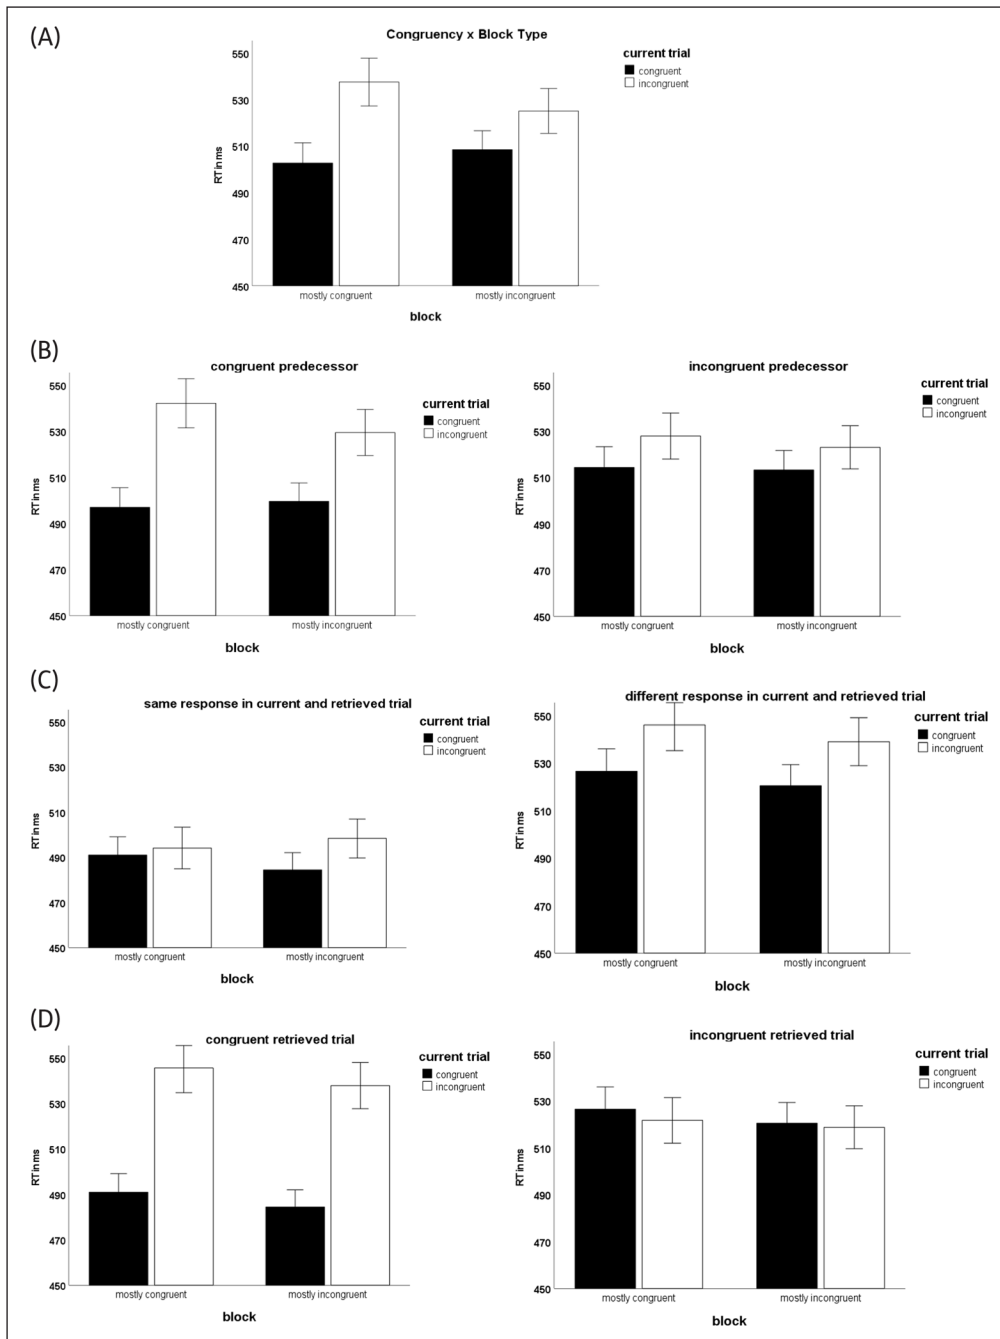 (A)
Congruency x Block Type
current trial
congruent
incongruent
550
530
510
490
470
450
RT in ms
mostly congruent
mostly incongruent
block
(B)
congruent predecessor
current trial
congruent
incongruent
550
530
510
490
470
450
RT in ms
mostly congruent
mostly incongruent
block
incongruent predecessor
current trial
congruent
incongruent
550
530
510
490
470
450
RT in ms
mostly congruent
mostly incongruent
block
(C)
same response in current and retrieved trial
current trial
congruent
incongruent
550
530
510
490
470
450
RT in ms
mostly congruent
mostly incongruent
block
different response in current and retrieved trial
current trial
congruent
incongruent
550
530
510
490
470
450
RT in ms
mostly congruent
mostly incongruent
block
(D)
congruent retrieved trial
current trial
congruent
incongruent
550
530
510
490
470
450
RT in ms
mostly congruent
mostly incongruent
block
incongruent retrieved trial
current trial
congruent
incongruent
550
530
510
490
470
450
RT in ms
mostly congruent
mostly incongruent
block